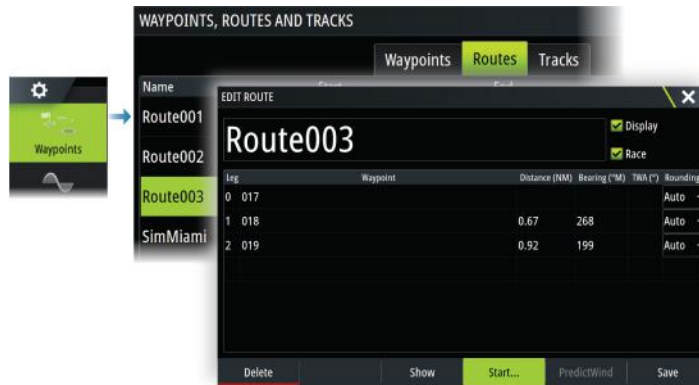 WAYPOINTS, ROUTES AND TRACKS
Waypoints Routes Tracks
Waypoints
Name
Route001
Route002
Route003
SimMiami
EDIT ROUTE
Route003
Display
Race
Leg Waypoint Distance (NM) Bearing (°M) TWA (°) Rounding
0 017 Auto
1 018 0.67 268 Auto
2 019 0.92 199 Auto
Delete Show Start... PredictWind Save